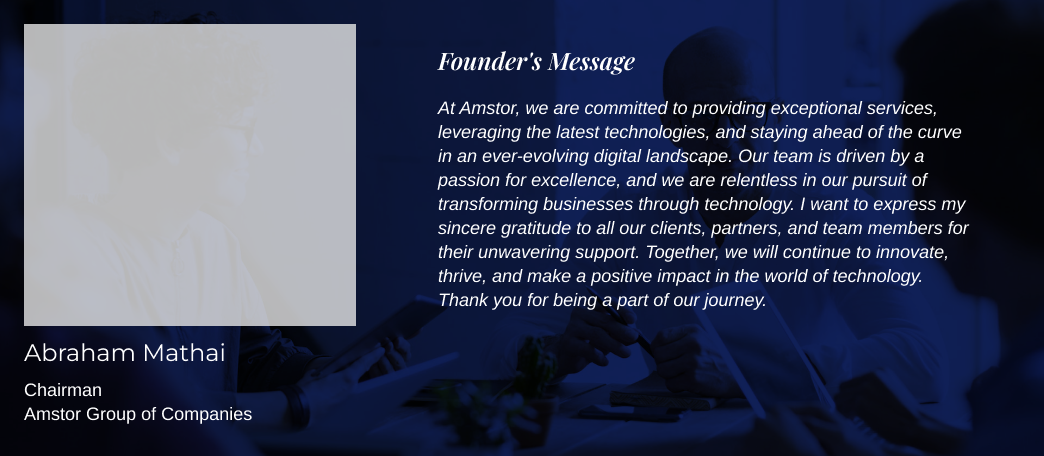 Founder's Message
At Amstor, we are committed to providing exceptional services,
leveraging the latest technologies, and staying ahead of the curve
in an ever-evolving digital landscape. Our team is driven by a
passion for excellence, and we are relentless in our pursuit of
transforming businesses through technology. I want to express my
sincere gratitude to all our clients, partners, and team members for
their unwavering support. Together, we will continue to innovate,
thrive, and make a positive impact in the world of technology.
Thank you for being a part of our journey.
Abraham Mathai
Chairman
Amstor Group of Companies